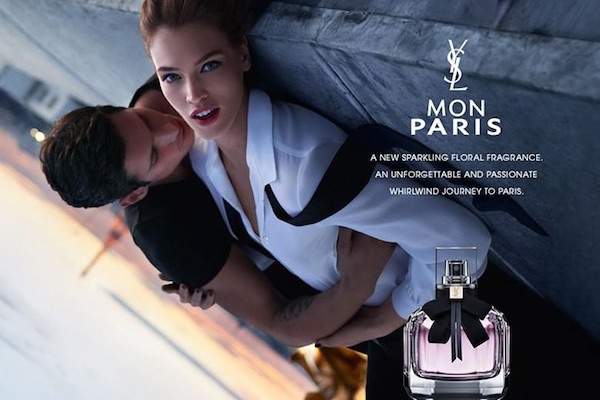 YSL
MON
PARIS
A NEW SPARKLING FLORAL FRAGRANCE.
AN UNFORGETTABLE AND PASSIONATE
WHIRLWIND JOURNEY TO PARIS.